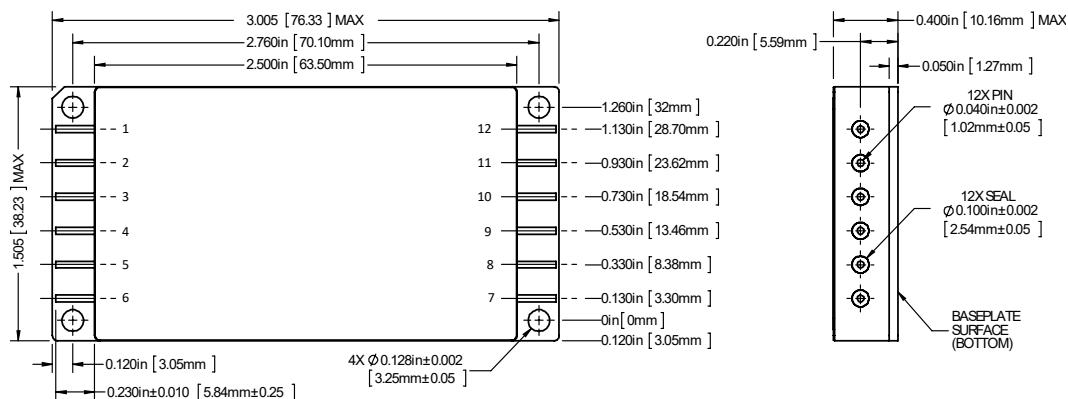 3.005 [76.33] MAX
2.760in [70.10mm]
2.500in [63.50mm]
1.505 [38.23] MAX
1
2
3
4
5
6
12
11
10
9
8
7
1.260in [32mm]
1.130in [28.70mm]
0.930in [23.62mm]
0.730in [18.54mm]
0.530in [13.46mm]
0.330in [8.38mm]
0.130in [3.30mm]
0in [0mm]
0.120in [3.05mm]
0.120in [3.05mm]
0.230in±0.010 [5.84mm±0.25]
4X Ø0.128in±0.002
[3.25mm±0.05]
0.400in [10.16mm] MAX
0.220in [5.59mm]
0.050in [1.27mm]
12X PIN
Ø0.040in±0.002
[1.02mm±0.05]
12X SEAL
Ø0.100in±0.002
[2.54mm±0.05]
BASEPLATE
SURFACE
(BOTTOM)